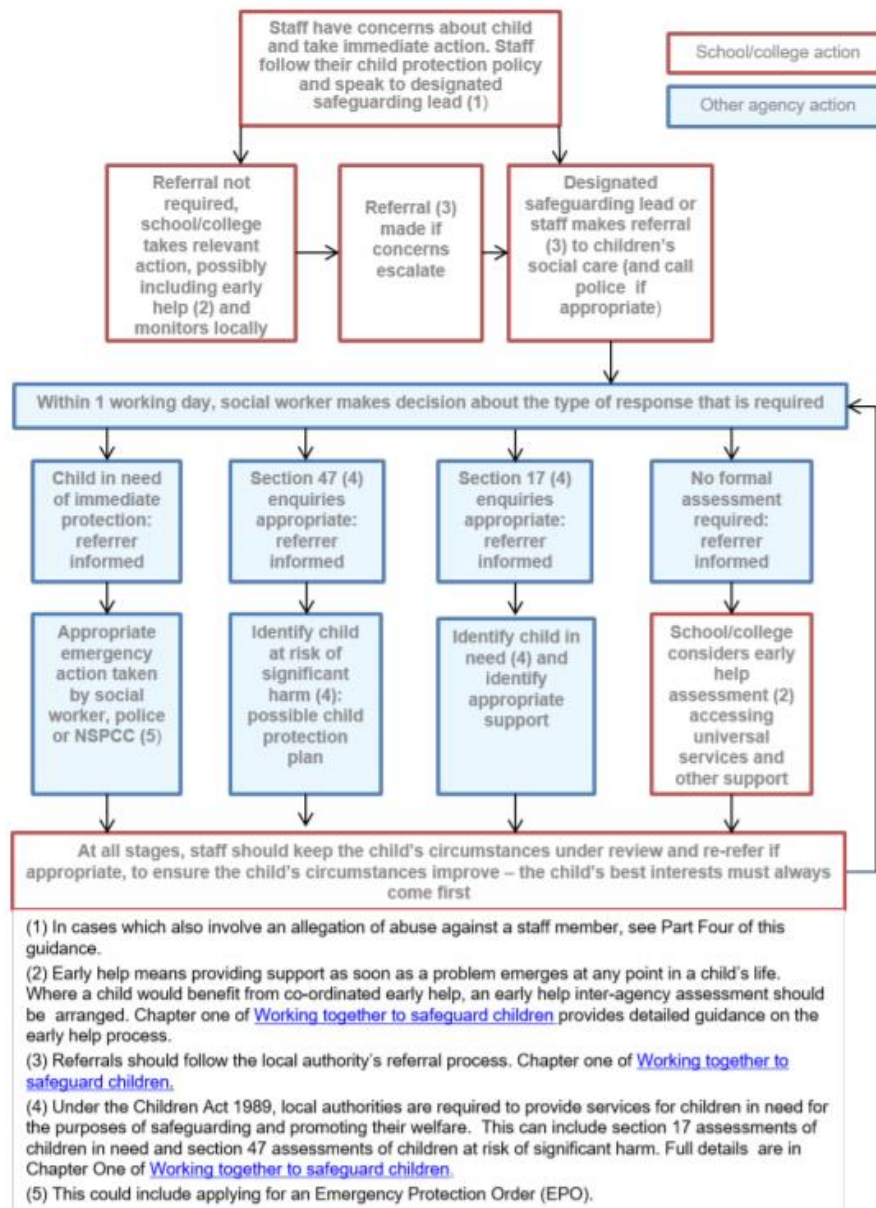 Staff have concerns about child
and take immediate action. Staff
follow their child protection policy
and speak to designated
safeguarding lead (1)
School/college action
Other agency action
Referral not
required,
school/college
takes relevant
action, possibly
including early
help (2) and
monitors locally
Referral (3)
made if
concerns
escalate
Designated
safeguarding lead or
staff makes referral
(3) to children's
social care (and call
police if
appropriate)
Within 1 working day, social worker makes decision about the type of response that is required
Child in need
of immediate
protection:
referrer
informed
Section 47 (4)
enquiries
appropriate:
referrer
informed
Section 17 (4)
enquiries
appropriate:
referrer
informed
No formal
assessment
required:
referrer
informed
Appropriate
emergency
action taken
by social
worker, police
or NSPCC (5)
Identify child
at risk of
significant
harm (4):
possible child
protection
plan
Identify child in
need (4) and
identify
appropriate
support
School/college
considers early
help
assessment (2)
accessing
universal
services and
other support
At all stages, staff should keep the child's circumstances under review and re-refer if
appropriate, to ensure the child's circumstances improve – the child's best interests must always
come first
(1) In cases which also involve an allegation of abuse against a staff member, see Part Four of this
guidance.
(2) Early help means providing support as soon as a problem emerges at any point in a child's life.
Where a child would benefit from co-ordinated early help, an early help inter-agency assessment should
be arranged. Chapter one of Working together to safeguard children provides detailed guidance on the
early help process.
(3) Referrals should follow the local authority's referral process. Chapter one of Working together to
safeguard children.
(4) Under the Children Act 1989, local authorities are required to provide services for children in need for
the purposes of safeguarding and promoting their welfare. This can include section 17 assessments of
children in need and section 47 assessments of children at risk of significant harm. Full details are in
Chapter One of Working together to safeguard children.
(5) This could include applying for an Emergency Protection Order (EPO).